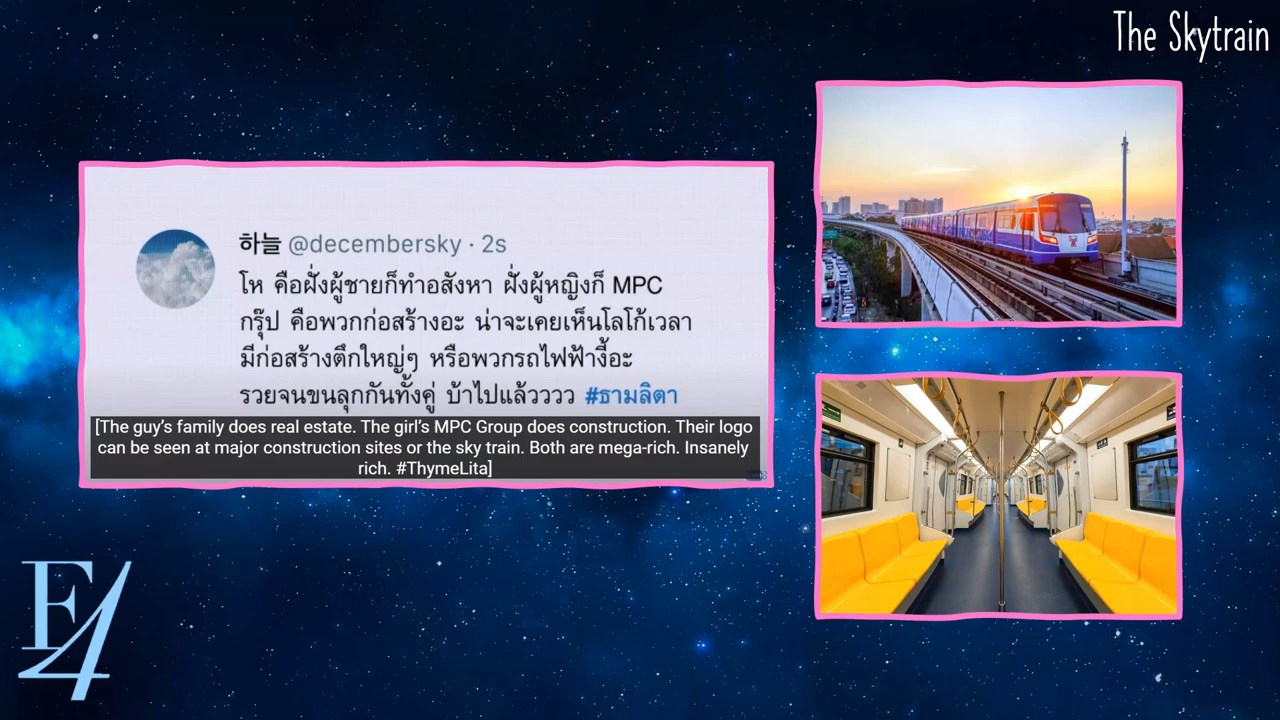 The Skytrain
하늘 @decembersky · 2s
โห คือฝั่งผู้ชายก็ทำอสังหา ฝั่งผู้หญิงก็ MPC
กรุ๊ป คือพวกก่อสร้างอะ น่าจะเคยเห็นโลโก้เวลา
มีก่อสร้างตึกใหญ่ๆ หรือพวกรถไฟฟ้างี้อะ
รวยจนขนลุกกันทั้งคู่ บ้าไปแล้วววว #ธามลิตา
[The guy's family does real estate. The girl's MPC Group does construction. Their logo
can be seen at major construction sites or the sky train. Both are mega-rich. Insanely
rich. #ThymeLita]
F4